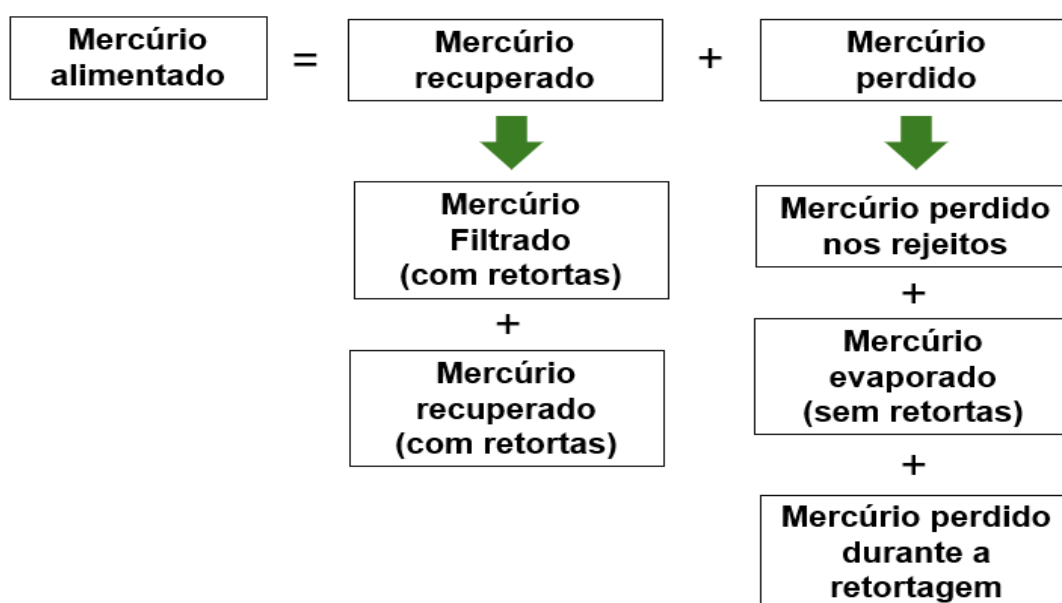 Mercúrio
alimentado
=
Mercúrio
recuperado
+
Mercúrio
perdido
Mercúrio
Filtrado
(com retortas)
+
Mercúrio
recuperado
(com retortas)
Mercúrio perdido
nos rejeitos
+
Mercúrio
evaporado
(sem retortas)
+
Mercúrio perdido
durante a
retortagem